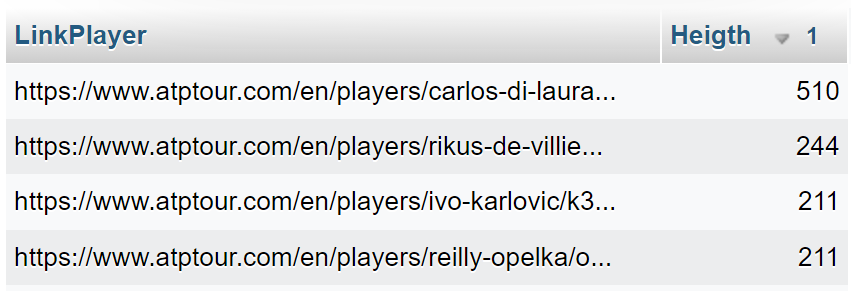 LinkPlayer Heigth 1
https://www.atptour.com/en/players/carlos-di-laura... 510
https://www.atptour.com/en/players/rikus-de-villie... 244
https://www.atptour.com/en/players/ivo-karlovic/k3... 211
https://www.atptour.com/en/players/reilly-opelka/o... 211